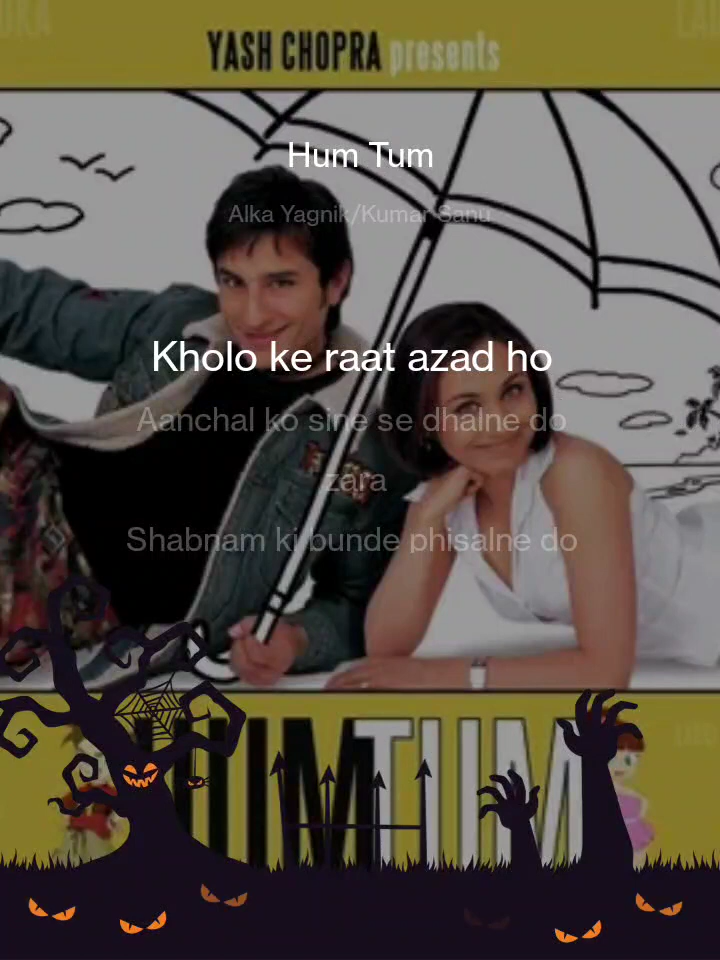 YASH CHOPRA presents
Hum Tum
Alka Yagnik/Kumar Sanu
Kholo ke raat azad ho
Aanchal ko sine se dhalne do
zara
Shabnam ki bunde phisalne do
HUM TUM